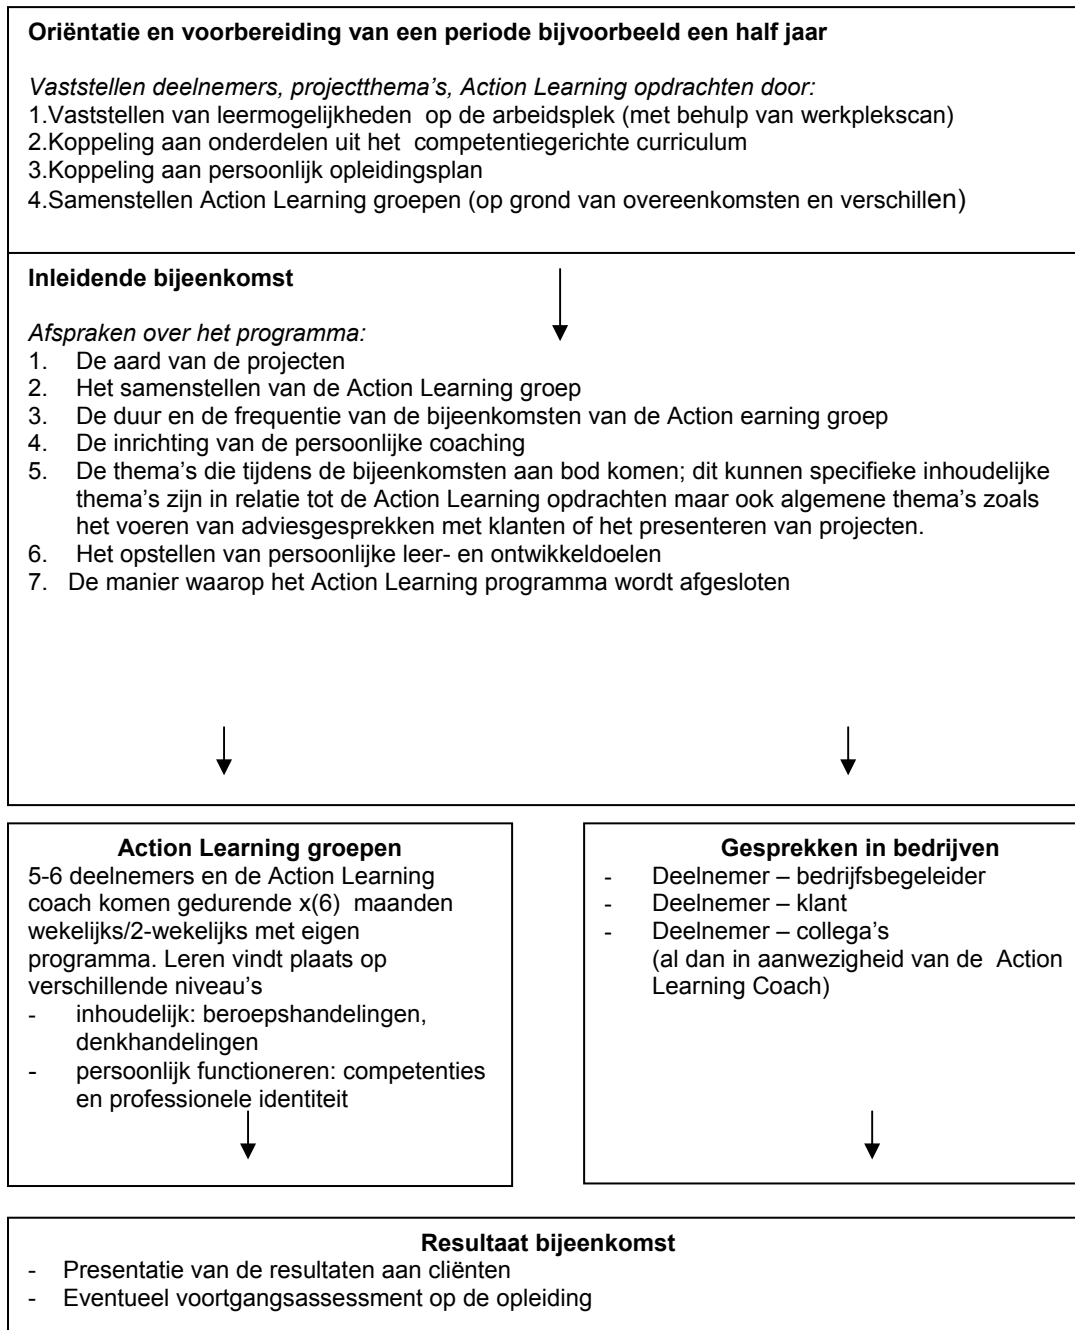 Oriëntatie en voorbereiding van een periode bijvoorbeeld een half jaar
Vaststellen deelnemers, projectthema’s, Action Learning opdrachten door:
1.Vaststellen van leermogelijkheden op de arbeidsplek (met behulp van werkplekscan)
2.Koppeling aan onderdelen uit het competentiegerichte curriculum
3.Koppeling aan persoonlijk opleidingsplan
4.Samenstellen Action Learning groepen (op grond van overeenkomsten en verschillen)
Inleidende bijeenkomst
Afspraken over het programma:
1. De aard van de projecten
2. Het samenstellen van de Action Learning groep
3. De duur en de frequentie van de bijeenkomsten van de Action earning groep
4. De inrichting van de persoonlijke coaching
5. De thema’s die tijdens de bijeenkomsten aan bod komen; dit kunnen specifieke inhoudelijke
thema’s zijn in relatie tot de Action Learning opdrachten maar ook algemene thema’s zoals
het voeren van adviesgesprekken met klanten of het presenteren van projecten.
6. Het opstellen van persoonlijke leer- en ontwikkeldoelen
7. De manier waarop het Action Learning programma wordt afgesloten
Action Learning groepen
5-6 deelnemers en de Action Learning
coach komen gedurende x(6) maanden
wekelijks/2-wekelijks met eigen
programma. Leren vindt plaats op
verschillende niveau’s
- inhoudelijk: beroepshandelingen,
denkhandelingen
- persoonlijk functioneren: competenties
en professionele identiteit
Gesprekken in bedrijven
- Deelnemer – bedrijfsbegeleider
- Deelnemer – klant
- Deelnemer – collega’s
(al dan in aanwezigheid van de Action
Learning Coach)
Resultaat bijeenkomst
- Presentatie van de resultaten aan cliënten
- Eventueel voortgangsassessment op de opleiding